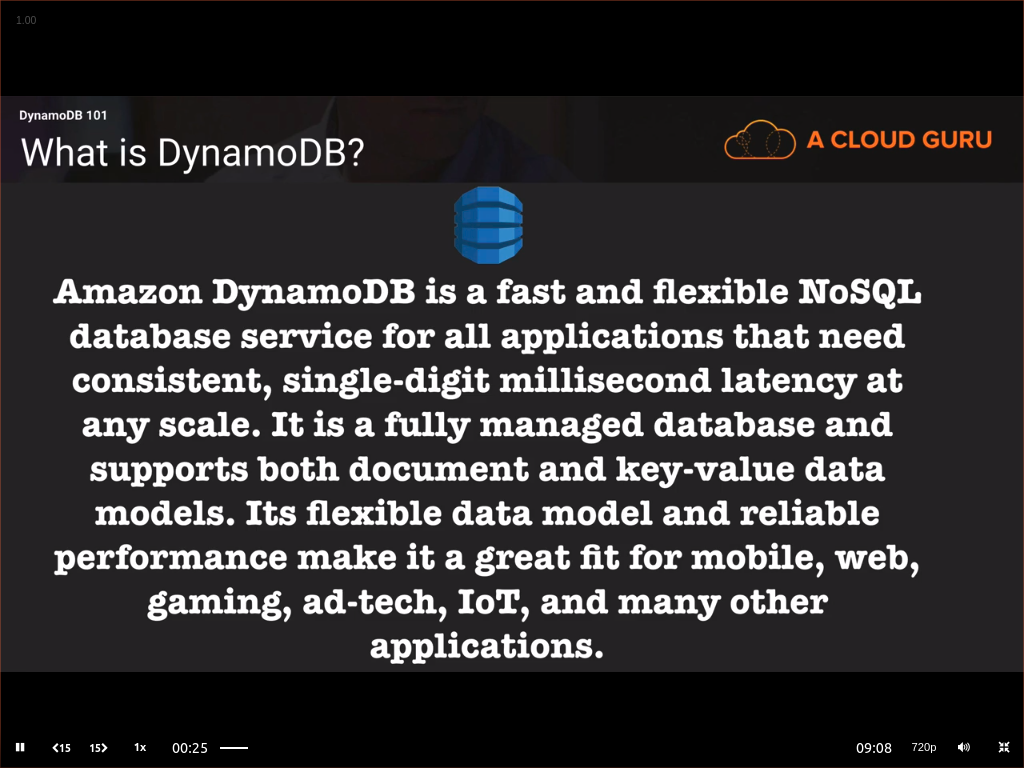 1.00
DynamoDB 101
What is DynamoDB?
A CLOUD GURU
Amazon DynamoDB is a fast and flexible NoSQL
database service for all applications that need
consistent, single-digit millisecond latency at
any scale. It is a fully managed database and
supports both document and key-value data
models. Its flexible data model and reliable
performance make it a great fit for mobile, web,
gaming, ad-tech, IoT, and many other
applications.
15 15 1x 00:25 09:08 720p